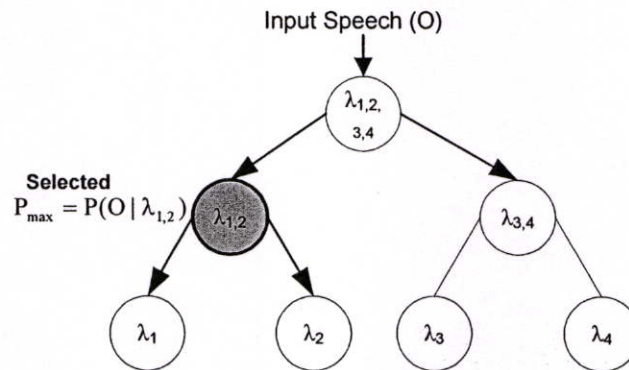 Input Speech (O)
λ1,2,
3,4
Selected
Pmax = P(O | λ1,2)
λ1,2
λ3,4
λ1
λ2
λ3
λ4